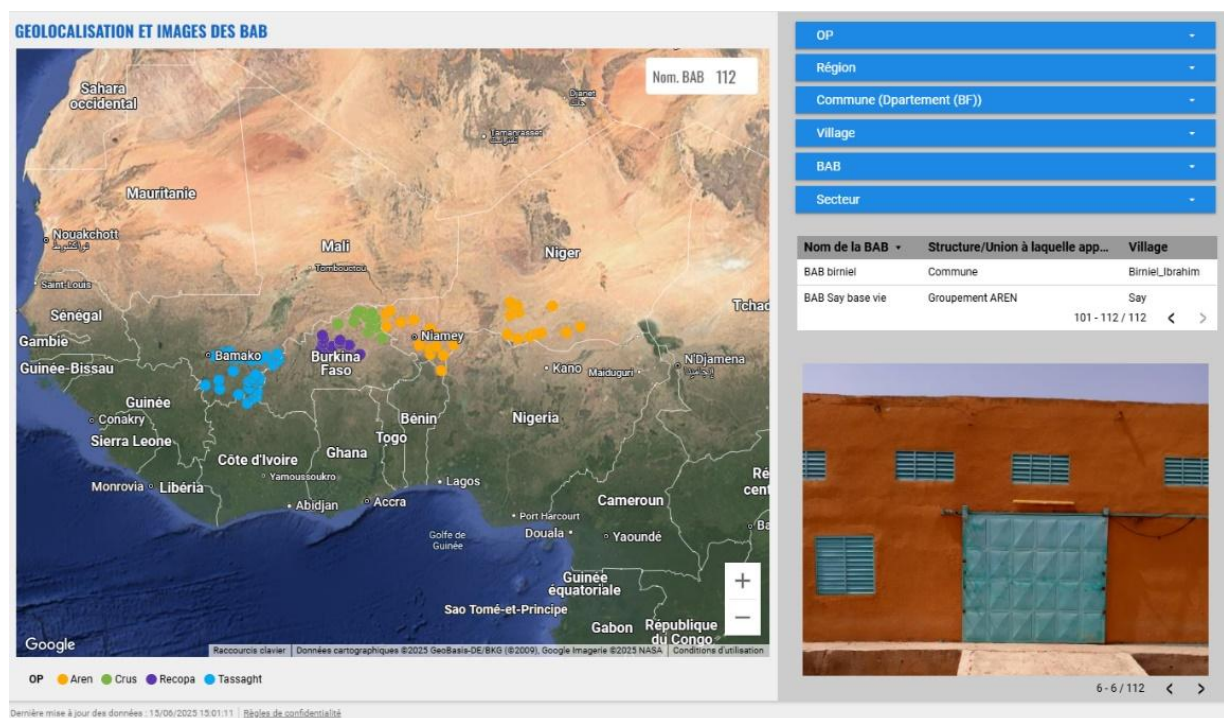 GEOLOCALISATION ET IMAGES DES BAB
Nom. BAB 112
Sahara
occidental
Djanet
جانت
Tamanrasset
Mauritanie
Nouakchott
Mali
Niger
Tombouctou
Saint-Louis
Tchad
Sénégal
Niamey
Gambie
Bamako
Burkina
Faso
N'Djamena
Guinée-Bissau
Kano
Maiduguri
Guinée
Bénin
Nigeria
Conakry
Togo
Sierra Leone
Ghana
Côte d'Ivoire
Yamoussoukro
Lagos
Ré
cent
Monrovia
Libéria
Abidjan
Accra
Cameroun
Port Harcourt
Ba
Golfe de
Guinée
Douala
Yaoundé
Guinée
équatoriale
Sao Tomé-et-Principe
Gabon
République
du Congo
Google
Raccourcis clavier
Données cartographiques ©2025 GeoBasis-DE/BKG (©2009), Google Imagerie ©2025 NASA
Conditions d'utilisation
OP Aren Crus Recopa Tassaght
Dernière mise à jour des données : 15/06/2025 15:01:11 Règles de confidentialité
OP
Région
Commune (Dpartement (BF))
Village
BAB
Secteur
Nom de la BAB Structure/Union à laquelle app... Village
BAB birniel Commune Birniel_Ibrahim
BAB Say base vie Groupement AREN Say
101 - 112 / 112
6 - 6 / 112